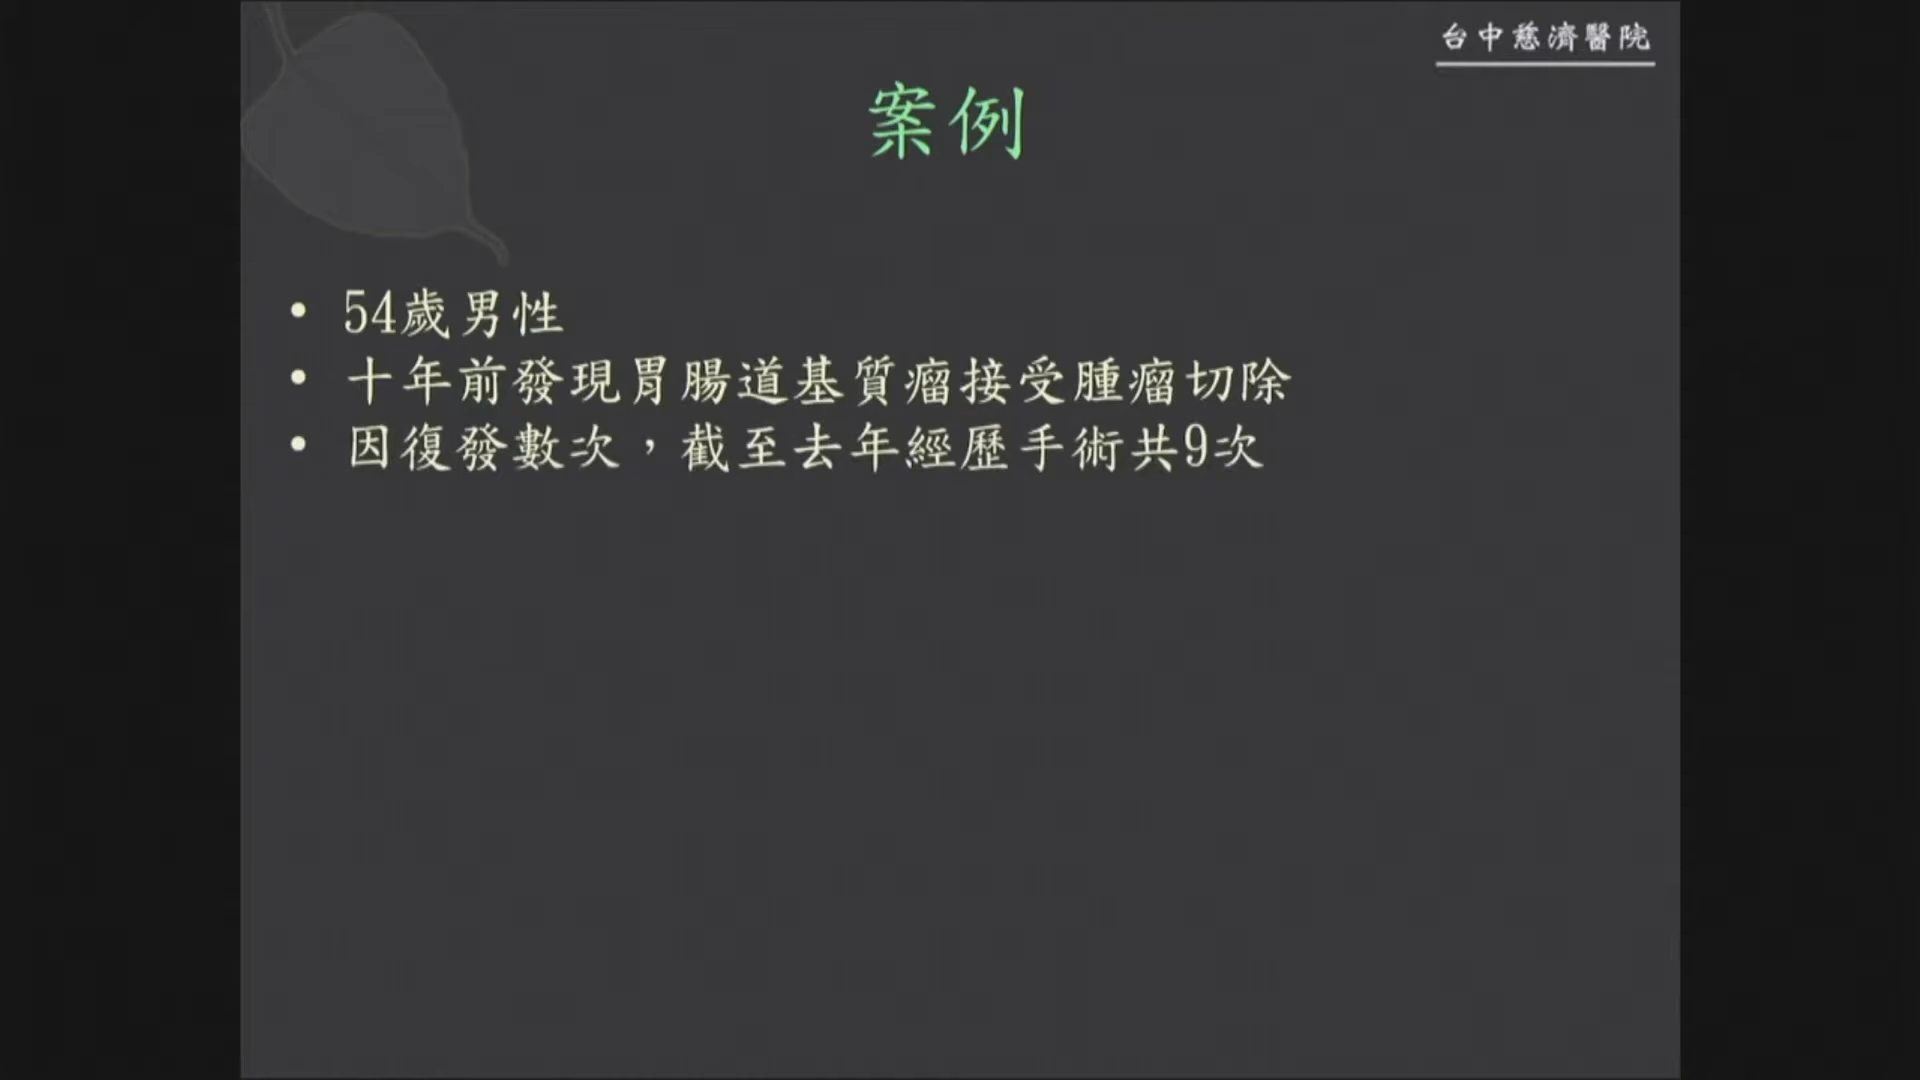 台中慈濟醫院
案例
• 54歲男性
• 十年前發現胃腸道基質瘤接受腫瘤切除
• 因復發數次，截至去年經歷手術共9次